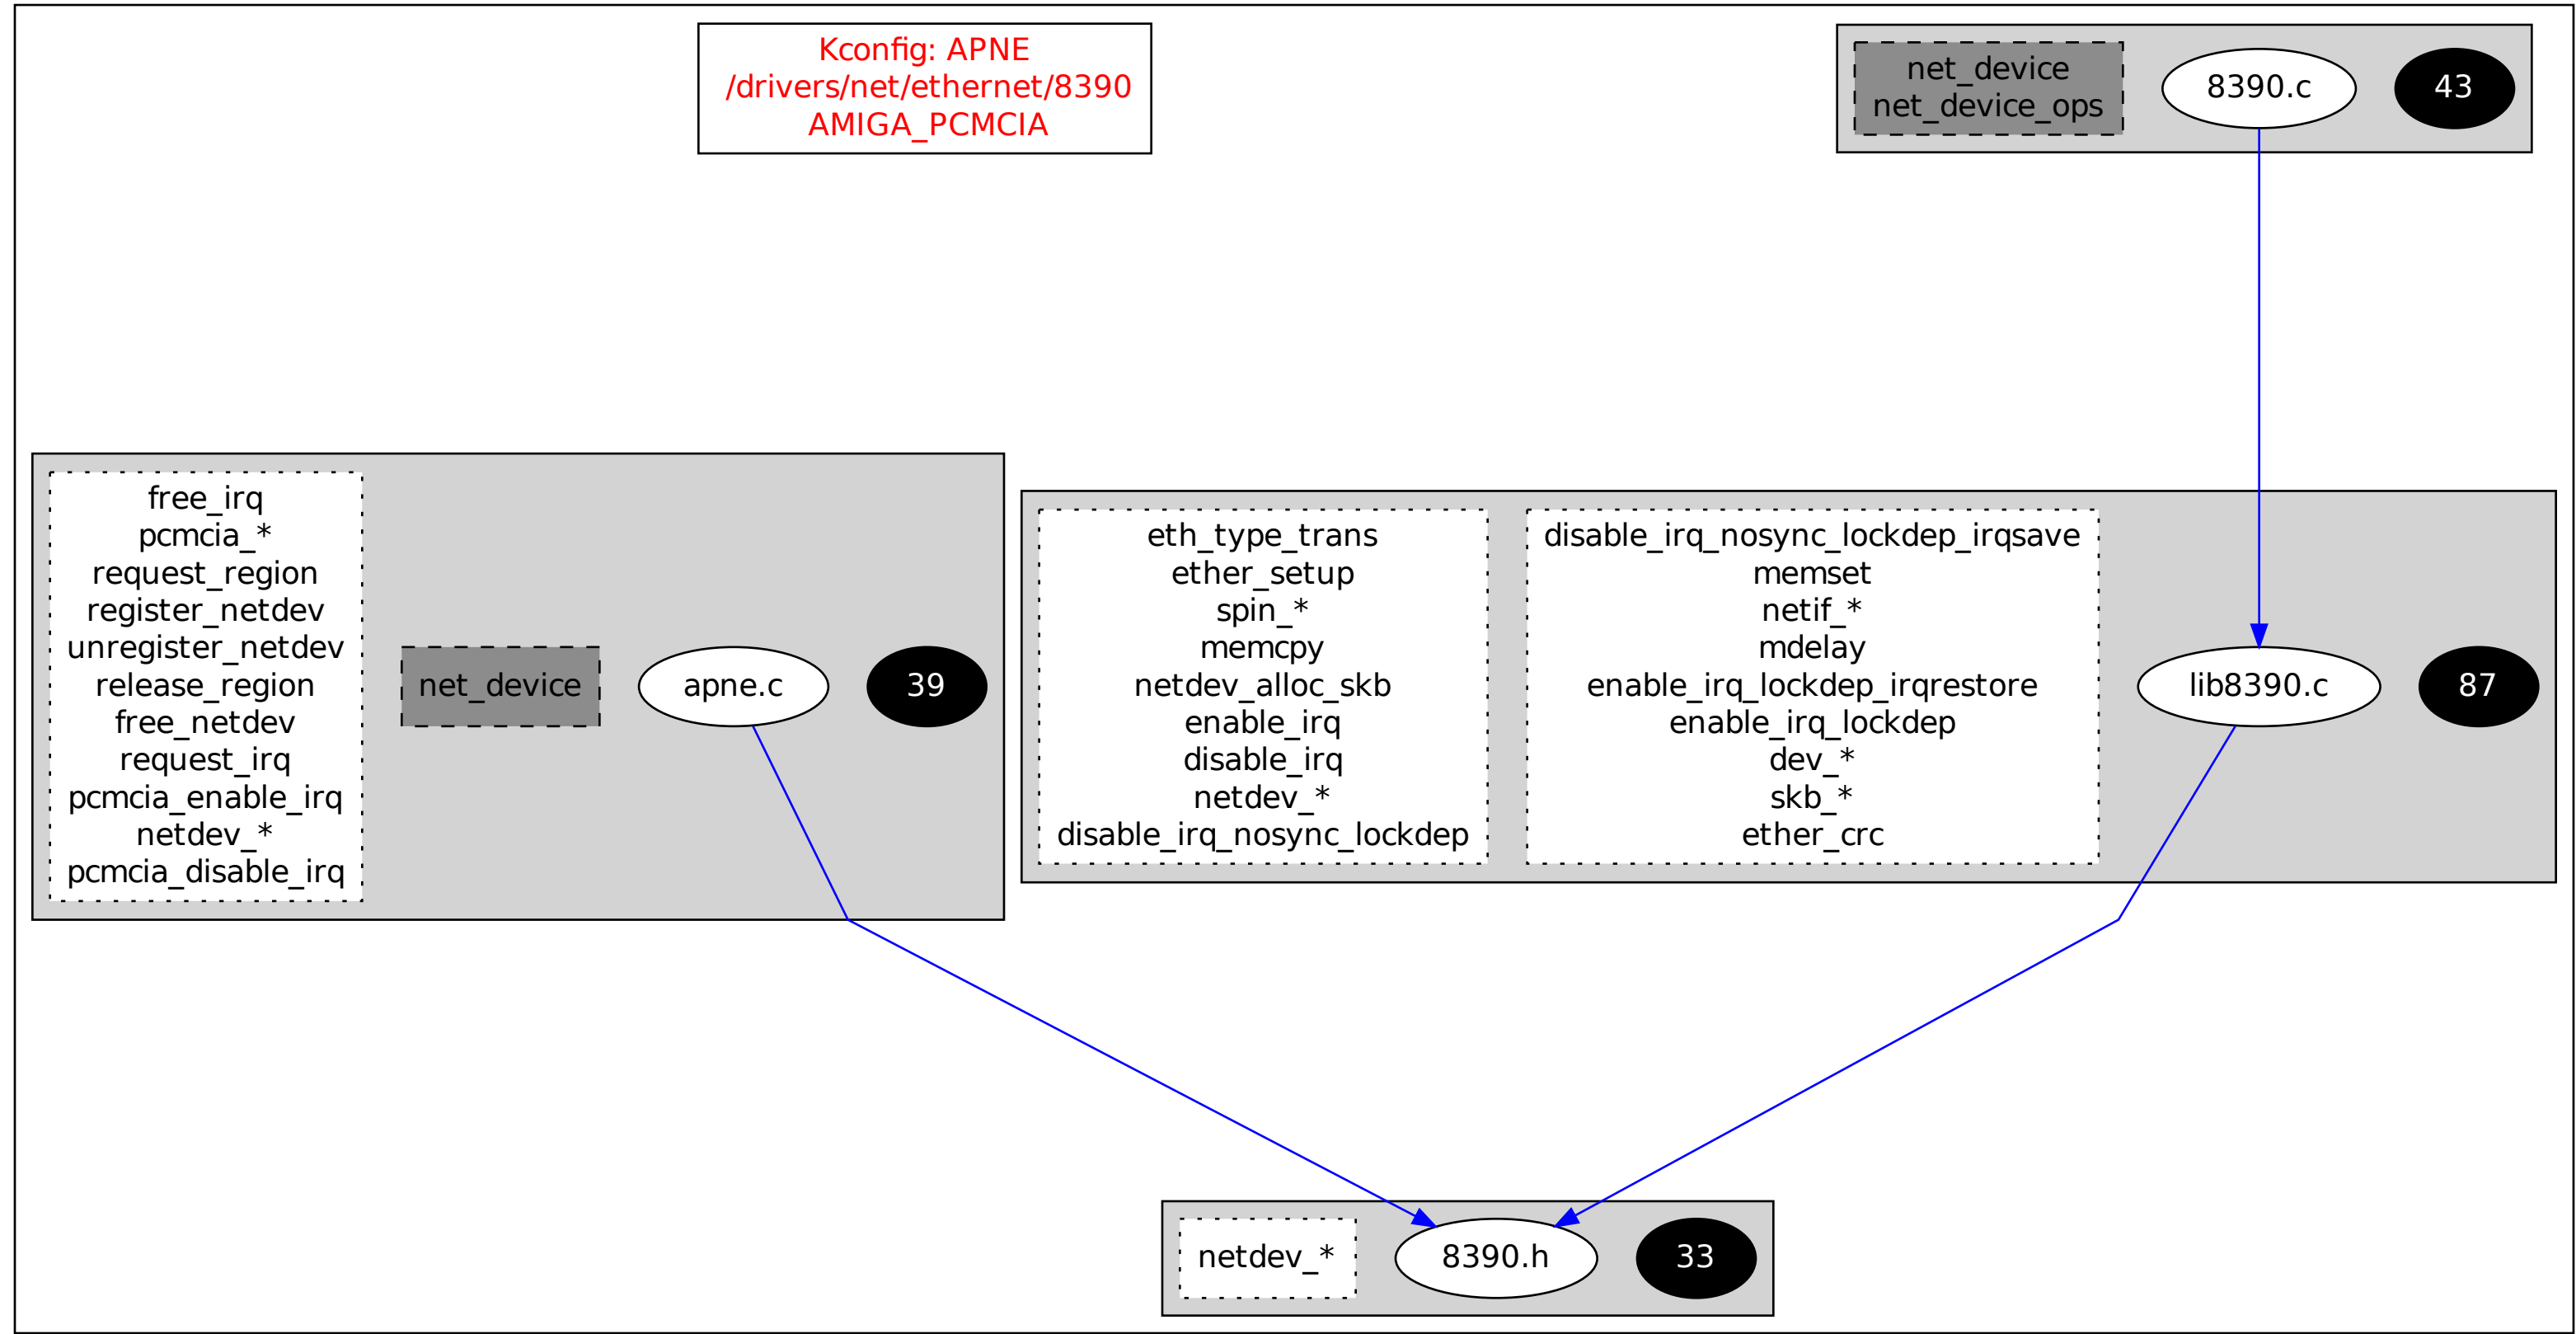 Kconfig: APNE
/drivers/net/ethernet/8390
AMIGA_PCMCIA
net_device
net_device_ops
8390.c
43
free_irq
pcmcia_*
request_region
register_netdev
unregister_netdev
release_region
free_netdev
request_irq
pcmcia_enable_irq
netdev_*
pcmcia_disable_irq
net_device
apne.c
39
eth_type_trans
ether_setup
spin_*
memcpy
netdev_alloc_skb
enable_irq
disable_irq
netdev_*
disable_irq_nosync_lockdep
disable_irq_nosync_lockdep_irqsave
memset
netif_*
mdelay
enable_irq_lockdep_irqrestore
enable_irq_lockdep
dev_*
skb_*
ether_crc
lib8390.c
87
netdev_*
8390.h
33